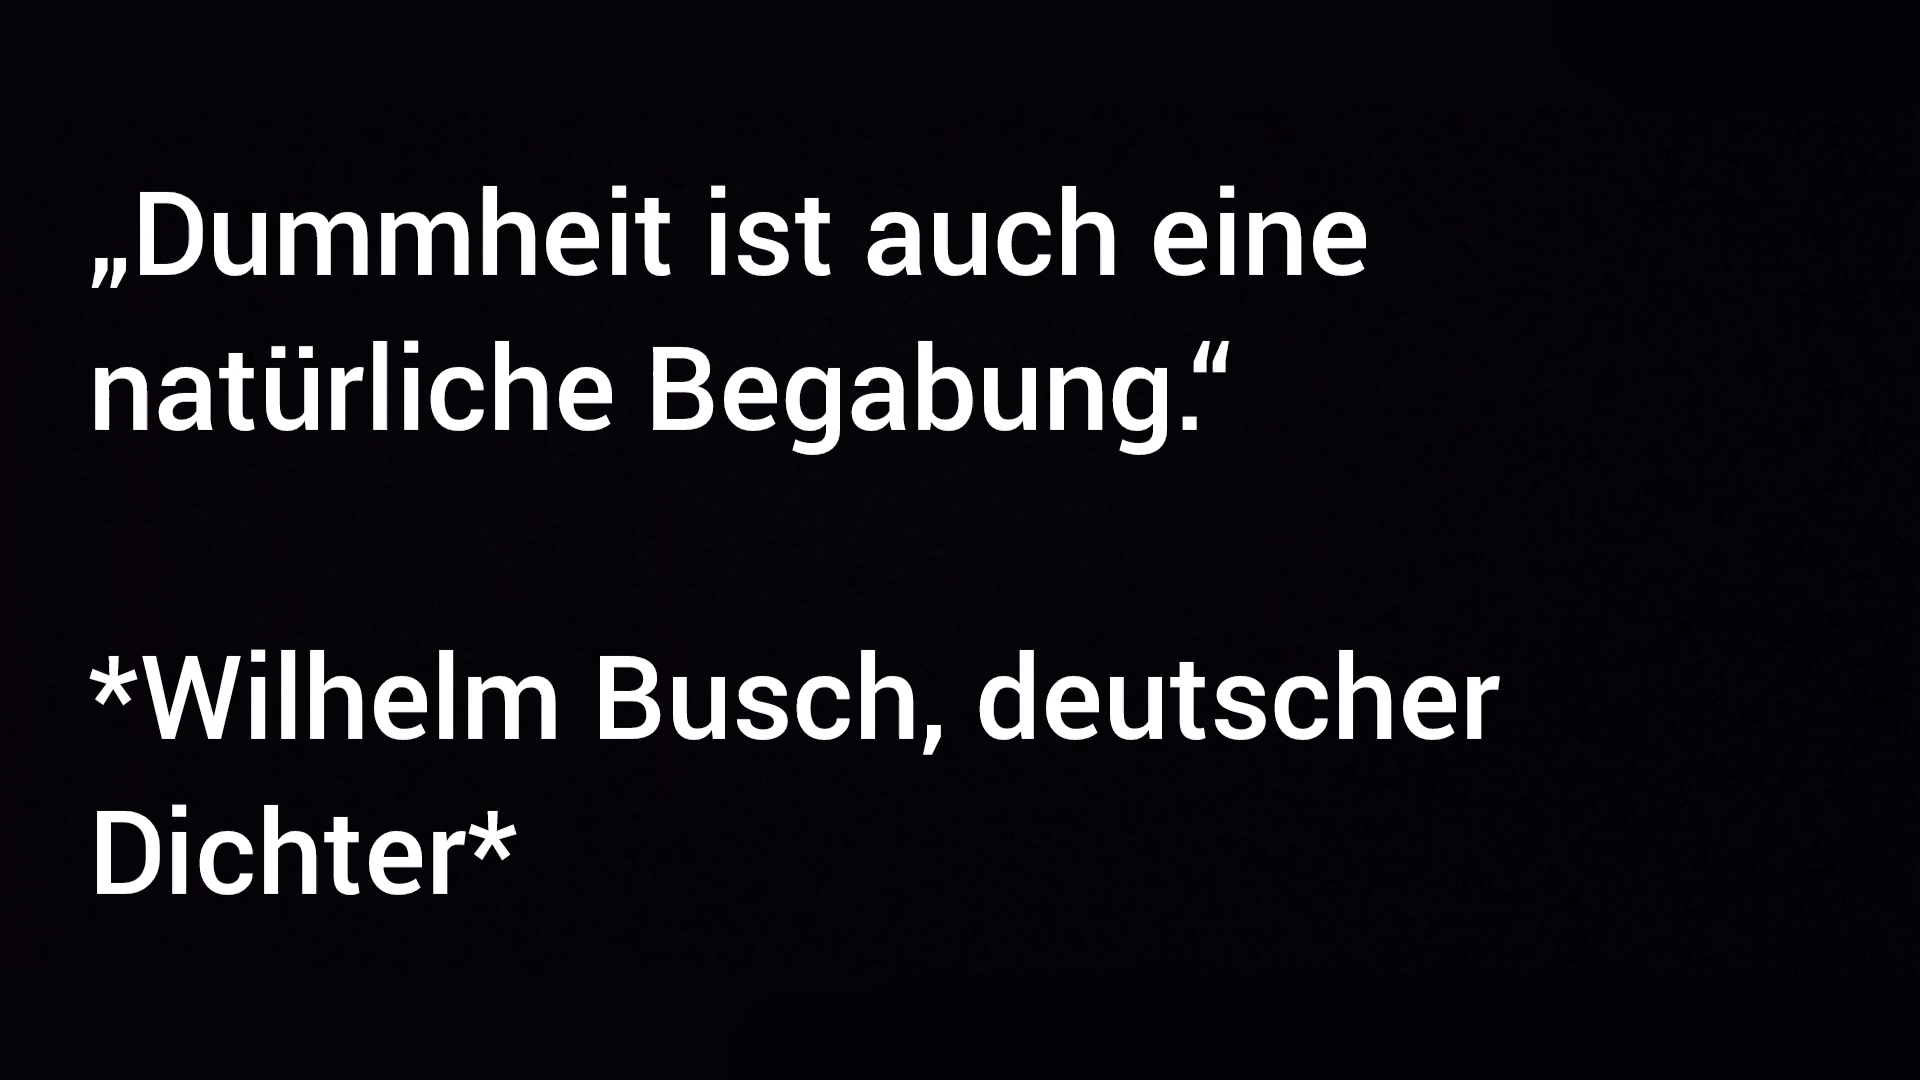 „Dummheit ist auch eine
natürliche Begabung.“
*Wilhelm Busch, deutscher
Dichter*